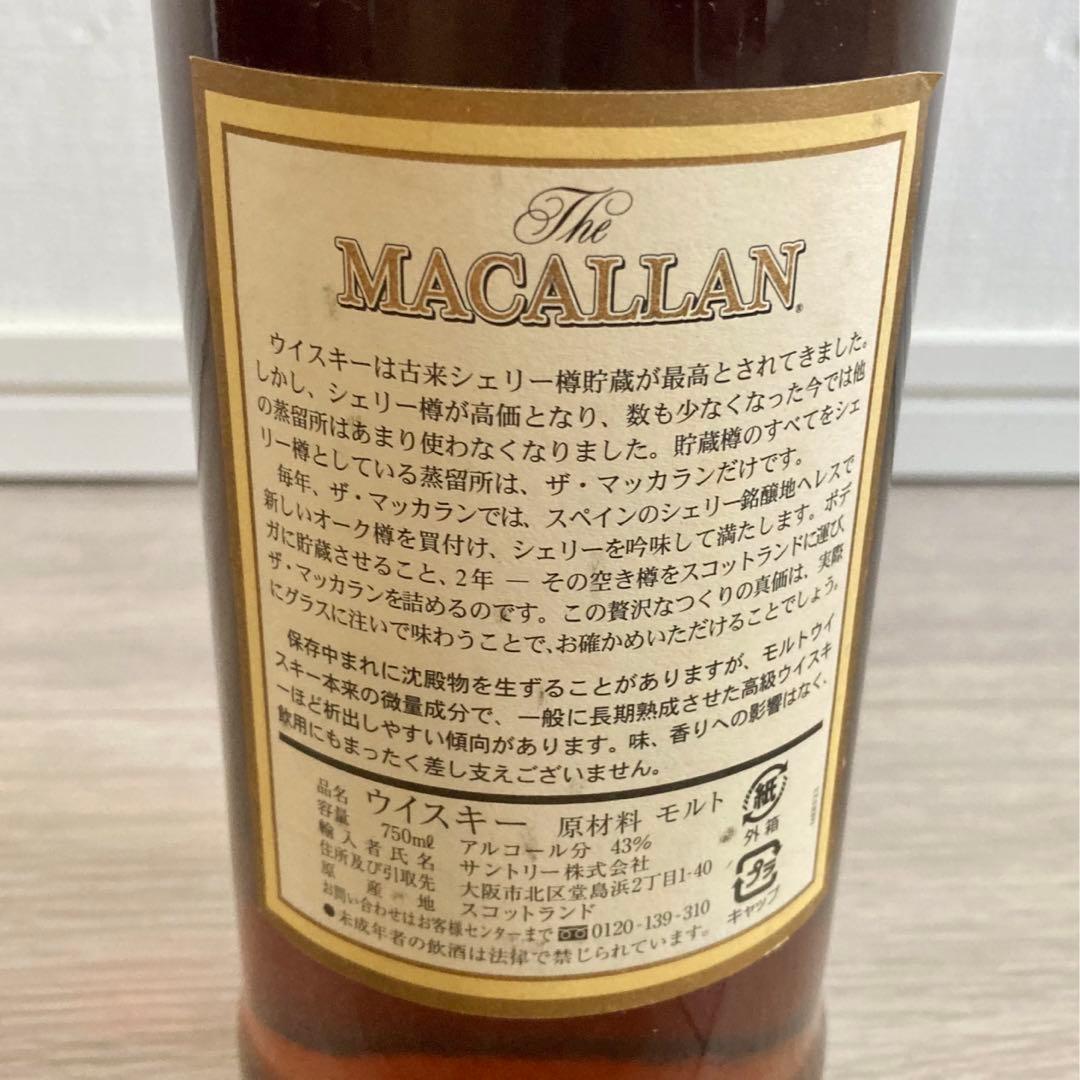 The
MACALLAN®
ウイスキーは古来シェリー樽貯蔵が最高とされてきました。
しかし、シェリー樽が高価となり、数も少なくなった今では他
の蒸留所はあまり使わなくなりました。貯蔵樽のすべてをシェ
リー樽としている蒸留所は、ザ・マッカランだけです。
毎年、ザ・マッカランでは、スペインのシェリー銘醸地ヘレスで
新しいオーク樽を買付け、シェリーを吟味して満たします。ボデ
ガに貯蔵させること、2年 ― その空き樽をスコットランドに運び、
ザ・マッカランを詰めるのです。この贅沢なつくりの真価は、実際
にグラスに注いで味わうことで、お確かめいただけることでしょう。
保存中まれに沈殿物を生ずることがありますが、モルトウイ
スキー本来の微量成分で、一般に長期熟成させた高級ウイスキ
ーほど析出しやすい傾向があります。味、香りへの影響はなく、
飲用にもまったく差し支えございません。
品名 ウイスキー 原材料 モルト
容量 750mℓ アルコール分 43%
輸入者氏名 サントリー株式会社
住所及び引取先 大阪市北区堂島浜2丁目1-40
原産地 スコットランド
お問い合わせはお客様センターまで 0120-139-310
●未成年者の飲酒は法律で禁じられています。
紙
外箱
プラ
キャップ